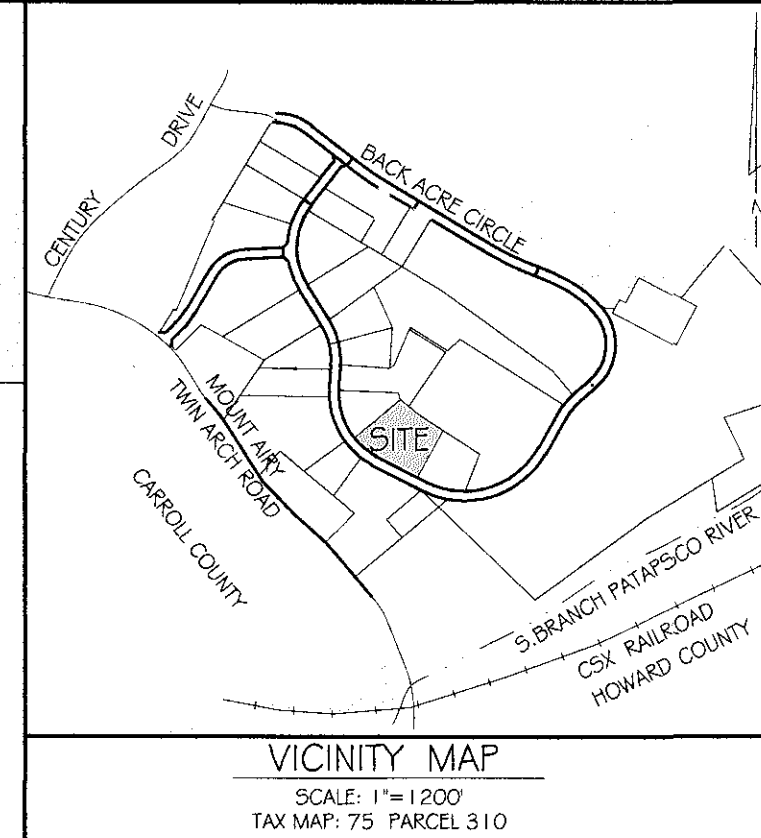 CENTURY DRIVE
BACK ACRE CIRCLE
SITE
MOUNT AIRY
TWIN ARCH ROAD
CARROLL COUNTY
S. BRANCH PATAPSCO RIVER
CSX RAILROAD
HOWARD COUNTY
VICINITY MAP
SCALE: 1"=1200'
TAX MAP: 75 PARCEL 310